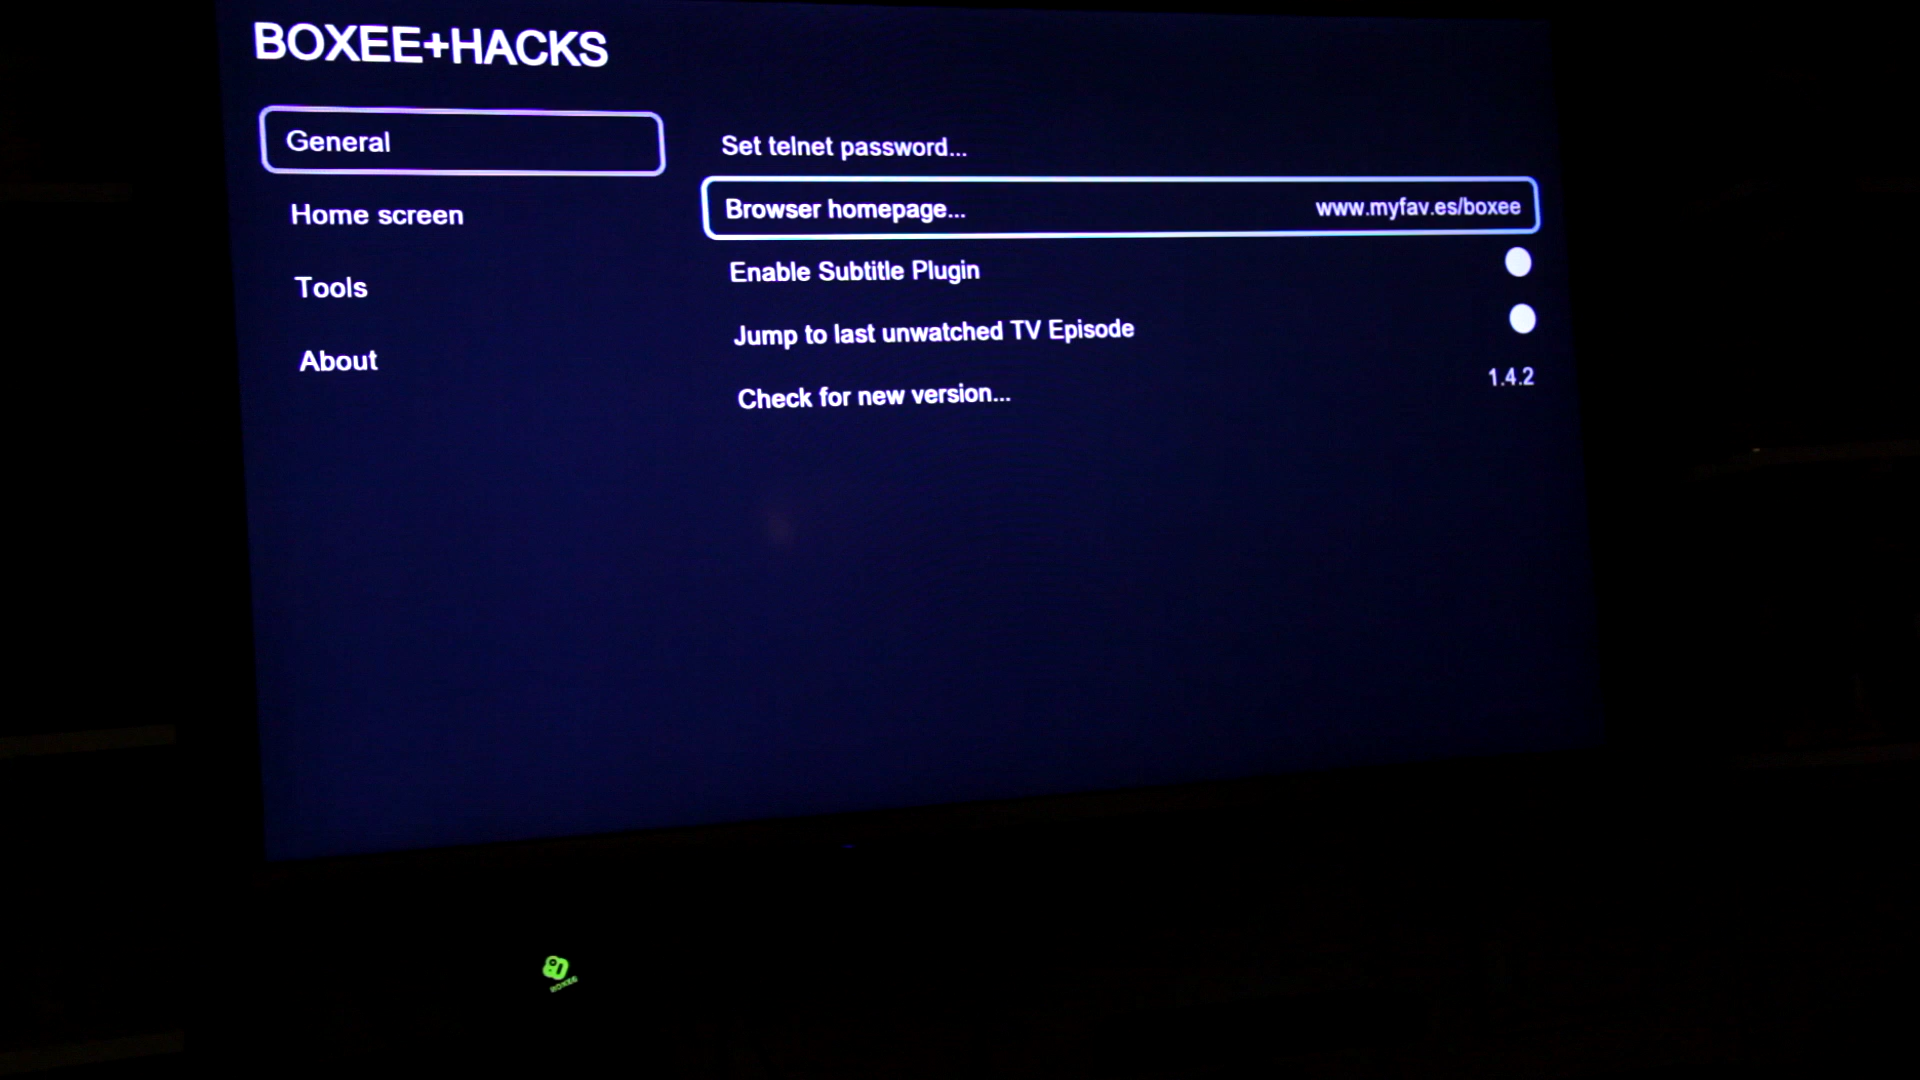 BOXEE+HACKS
General
Home screen
Tools
About
Set telnet password...
Browser homepage... www.myfav.es/boxee
Enable Subtitle Plugin
Jump to last unwatched TV Episode
Check for new version... 1.4.2
BOXEE